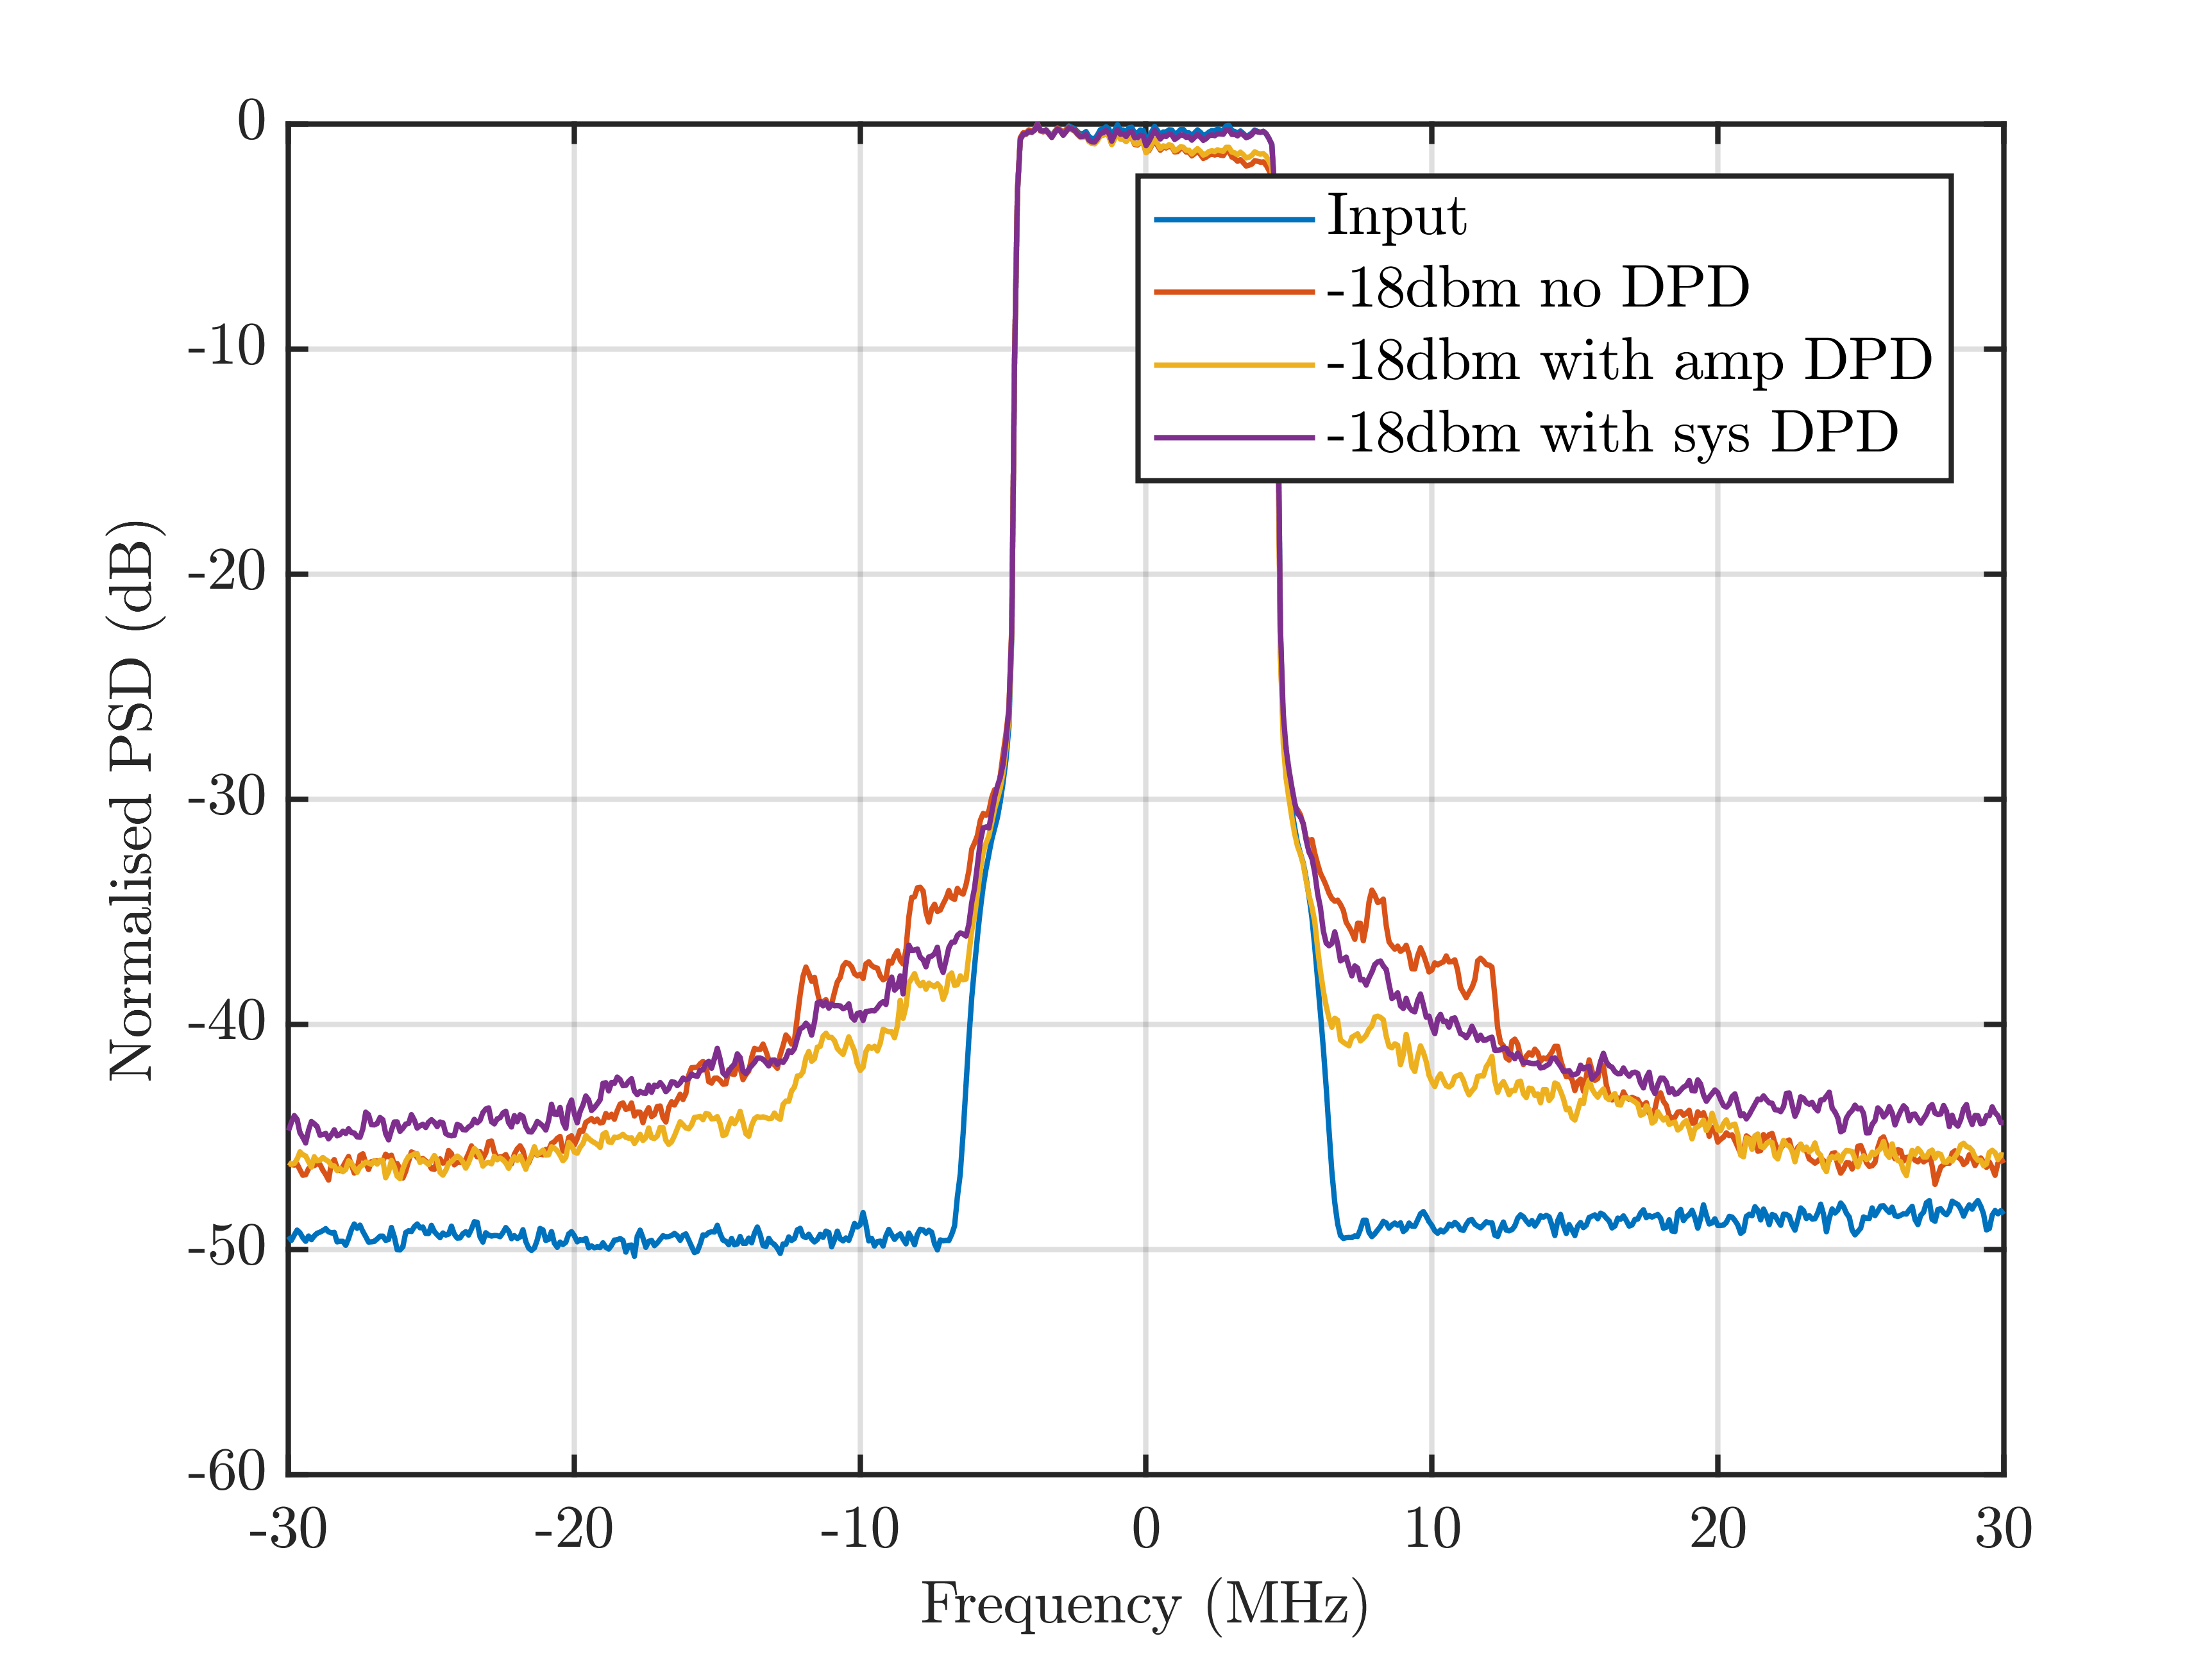 0
-10
-20
-30
-40
-50
-60
Normalised PSD (dB)
Input
-18dbm no DPD
-18dbm with amp DPD
-18dbm with sys DPD
-30 -20 -10 0 10 20 30
Frequency (MHz)